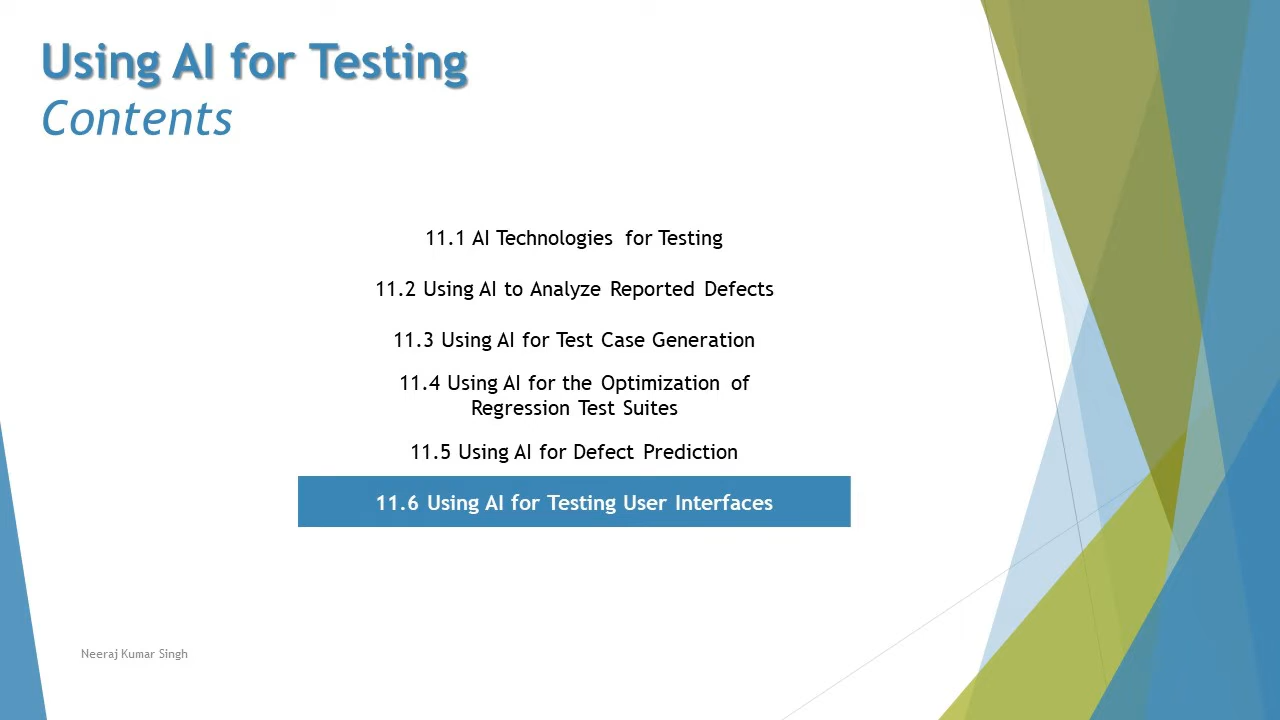 Using AI for Testing
Contents
11.1 AI Technologies for Testing
11.2 Using AI to Analyze Reported Defects
11.3 Using AI for Test Case Generation
11.4 Using AI for the Optimization of
Regression Test Suites
11.5 Using AI for Defect Prediction
11.6 Using AI for Testing User Interfaces
Neeraj Kumar Singh